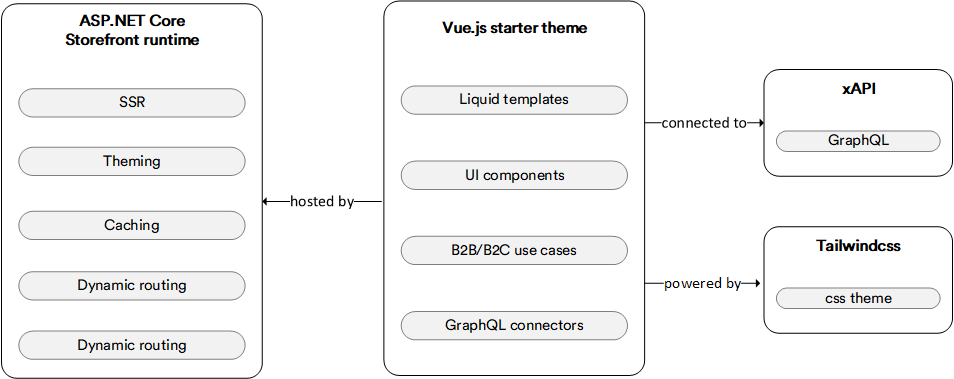 ASP.NET Core
Storefront runtime
SSR
Theming
Caching
Dynamic routing
Dynamic routing
hosted by
Vue.js starter theme
Liquid templates
UI components
B2B/B2C use cases
GraphQL connectors
connected to
xAPI
GraphQL
powered by
Tailwindcss
css theme